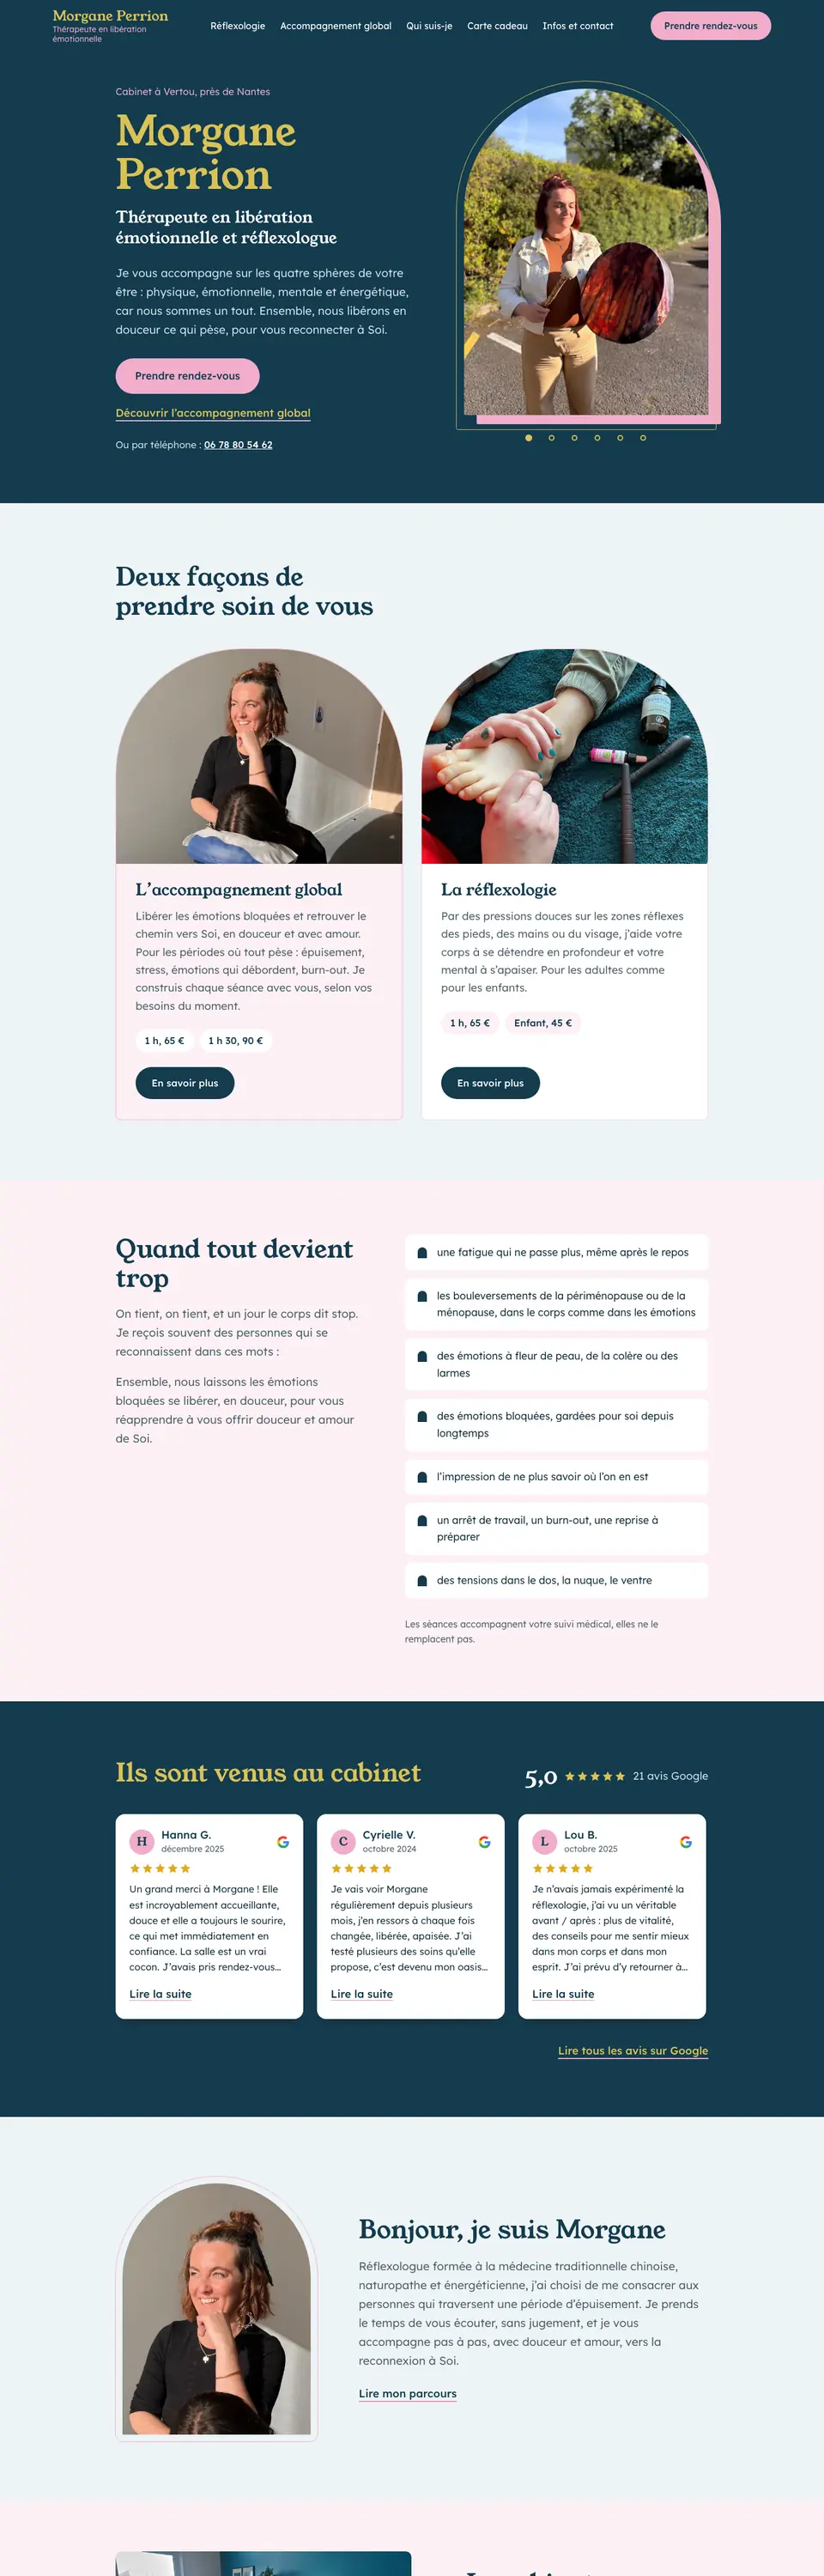 Morgane Perrion
Thérapeute en libération
émotionnelle
Réflexologie
Accompagnement global
Qui suis-je
Carte cadeau
Infos et contact
Prendre rendez-vous
Cabinet à Vertou, près de Nantes
Morgane
Perrion
Thérapeute en libération
émotionnelle et réflexologue
Je vous accompagne sur les quatre sphères de votre
être : physique, émotionnelle, mentale et énergétique,
car nous sommes un tout. Ensemble, nous libérons en
douceur ce qui pèse, pour vous reconnecter à Soi.
Prendre rendez-vous
Découvrir l’accompagnement global
Ou par téléphone : 06 78 80 54 62
Deux façons de
prendre soin de vous
L’accompagnement global
Libérer les émotions bloquées et retrouver le
chemin vers Soi, en douceur et avec amour.
Pour les périodes où tout pèse : épuisement,
stress, émotions qui débordent, burn-out. Je
construis chaque séance avec vous, selon vos
besoins du moment.
1 h, 65 €
1 h 30, 90 €
En savoir plus
La réflexologie
Par des pressions douces sur les zones réflexes
des pieds, des mains ou du visage, j’aide votre
corps à se détendre en profondeur et votre
mental à s’apaiser. Pour les adultes comme
pour les enfants.
1 h, 65 €
Enfant, 45 €
En savoir plus
Quand tout devient
trop
On tient, on tient, et un jour le corps dit stop.
Je reçois souvent des personnes qui se
reconnaissent dans ces mots :
Ensemble, nous laissons les émotions
bloquées se libérer, en douceur, pour vous
réapprendre à vous offrir douceur et amour
de Soi.
une fatigue qui ne passe plus, même après le repos
les bouleversements de la périménopause ou de la
ménopause, dans le corps comme dans les émotions
des émotions à fleur de peau, de la colère ou des
larmes
des émotions bloquées, gardées pour soi depuis
longtemps
l’impression de ne plus savoir où l’on en est
un arrêt de travail, un burn-out, une reprise à
préparer
des tensions dans le dos, la nuque, le ventre
Les séances accompagnent votre suivi médical, elles ne le
remplacent pas.
Ils sont venus au cabinet
5,0
21 avis Google
H
Hanna G.
décembre 2025
Un grand merci à Morgane ! Elle
est incroyablement accueillante,
douce et elle a toujours le sourire,
ce qui met immédiatement en
confiance. La salle est un vrai
cocon. J’avais pris rendez-vous…
Lire la suite
C
Cyrielle V.
octobre 2024
Je vais voir Morgane
régulièrement depuis plusieurs
mois, j’en ressors à chaque fois
changée, libérée, apaisée. J’ai
testé plusieurs des soins qu’elle
propose, c’est devenu mon oasis…
Lire la suite
L
Lou B.
octobre 2025
Je n’avais jamais expérimenté la
réflexologie, j’ai vu un véritable
avant / après : plus de vitalité,
des conseils pour me sentir mieux
dans mon corps et dans mon
esprit. J’ai prévu d’y retourner à…
Lire la suite
Lire tous les avis sur Google
Bonjour, je suis Morgane
Réflexologue formée à la médecine traditionnelle chinoise,
naturopathe et énergéticienne, j’ai choisi de me consacrer aux
personnes qui traversent une période d’épuisement. Je prends
le temps de vous écouter, sans jugement, et je vous
accompagne pas à pas, avec douceur et amour, vers la
reconnexion à Soi.
Lire mon parcours